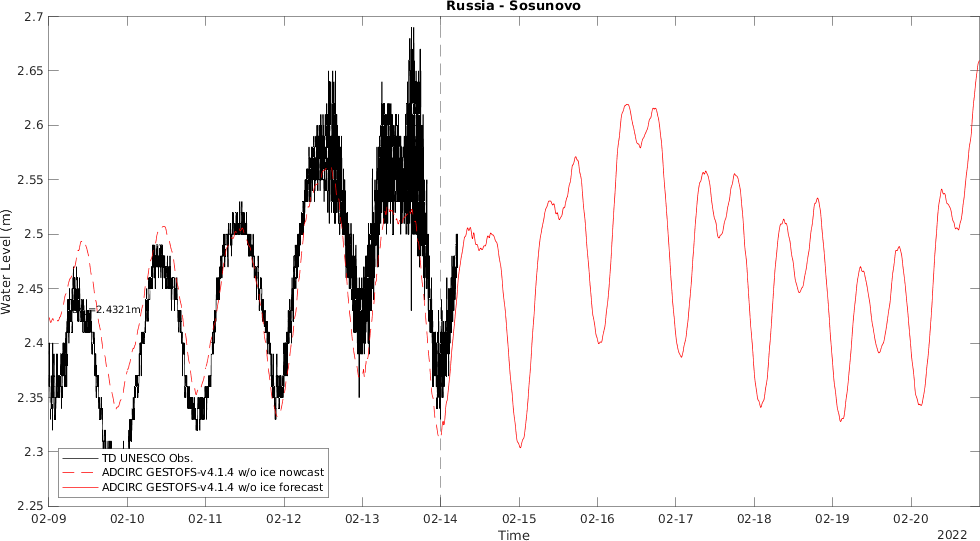 Russia - Sosunovo
2.7
2.65
2.6
2.55
2.5
2.45
2.4
2.35
2.3
2.25
Water Level (m)
=2.4321m
TD UNESCO Obs.
ADCIRC GESTOFS-v4.1.4 w/o ice nowcast
ADCIRC GESTOFS-v4.1.4 w/o ice forecast
02-09 02-10 02-11 02-12 02-13 02-14 02-15 02-16 02-17 02-18 02-19 02-20
Time
2022